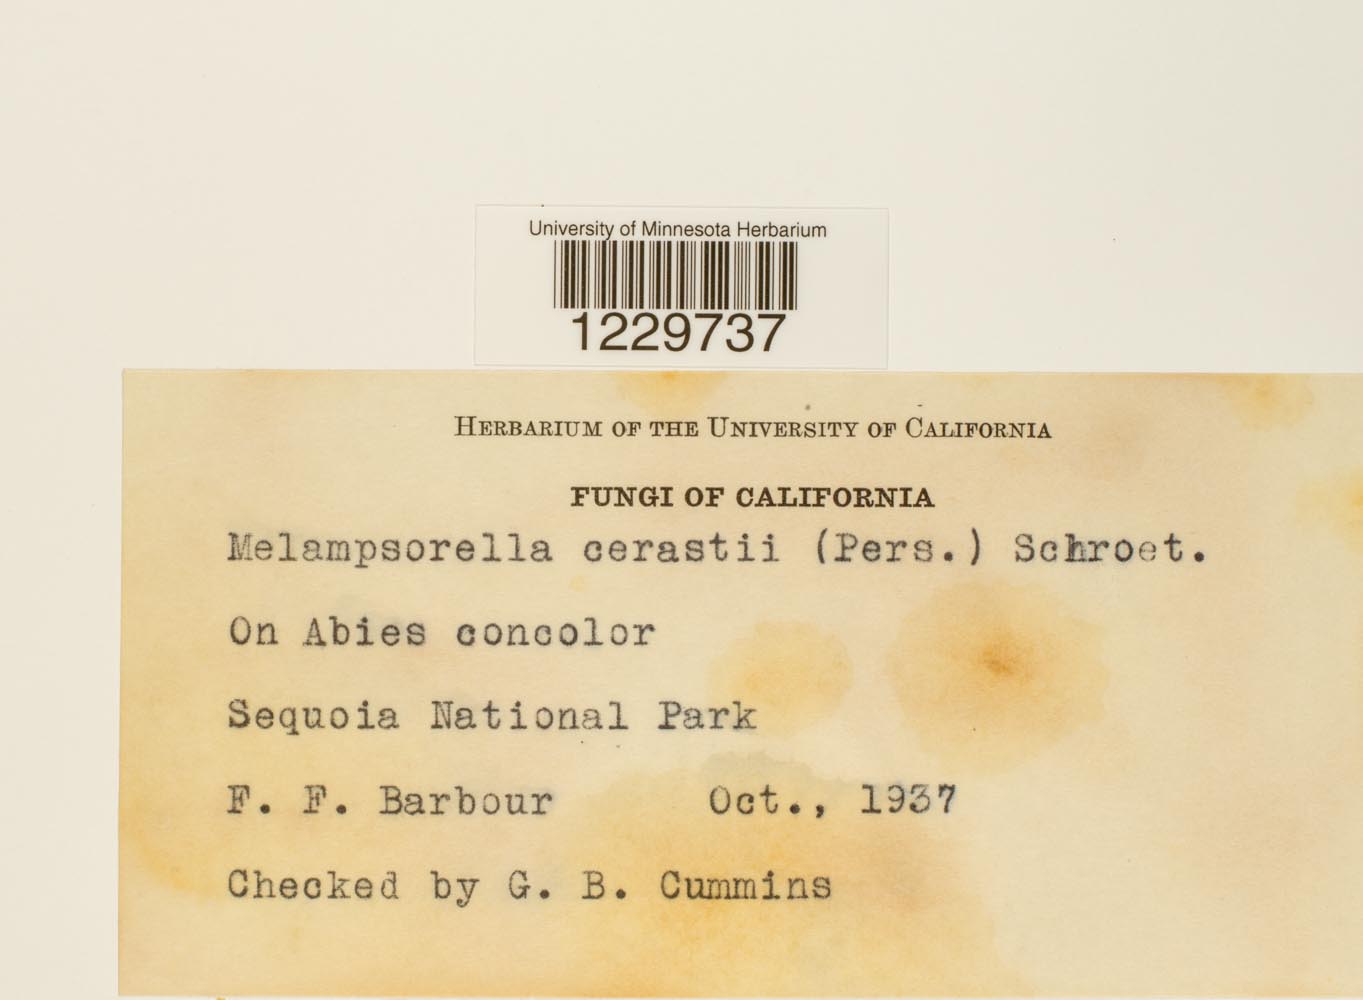 University of Minnesota Herbarium
1229737
HERBARIUM OF THE UNIVERSITY OF CALIFORNIA
FUNGI OF CALIFORNIA
Melampsorella cerastii (Pers.) Schroet.
On Abies concolor
Sequoia National Park
F. F. Barbour Oct., 1937
Checked by G. B. Cummins